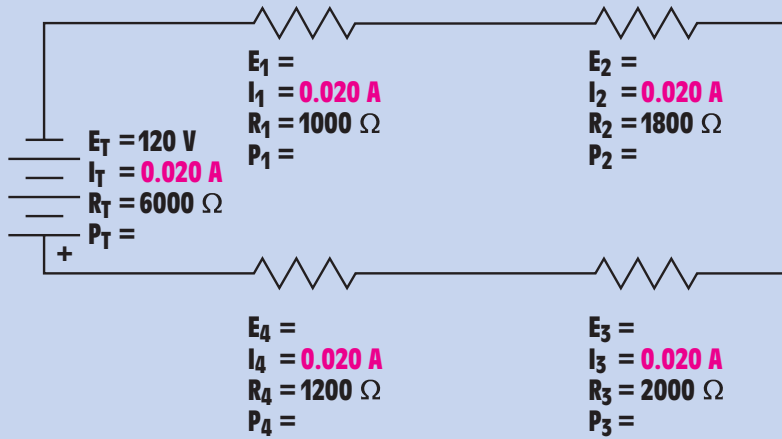 E1 =
I1 = 0.020 A
R1 = 1000 Ω
P1 =
E2 =
I2 = 0.020 A
R2 = 1800 Ω
P2 =
ET = 120 V
IT = 0.020 A
RT = 6000 Ω
PT =
+
E4 =
I4 = 0.020 A
R4 = 1200 Ω
P4 =
E3 =
I3 = 0.020 A
R3 = 2000 Ω
P3 =